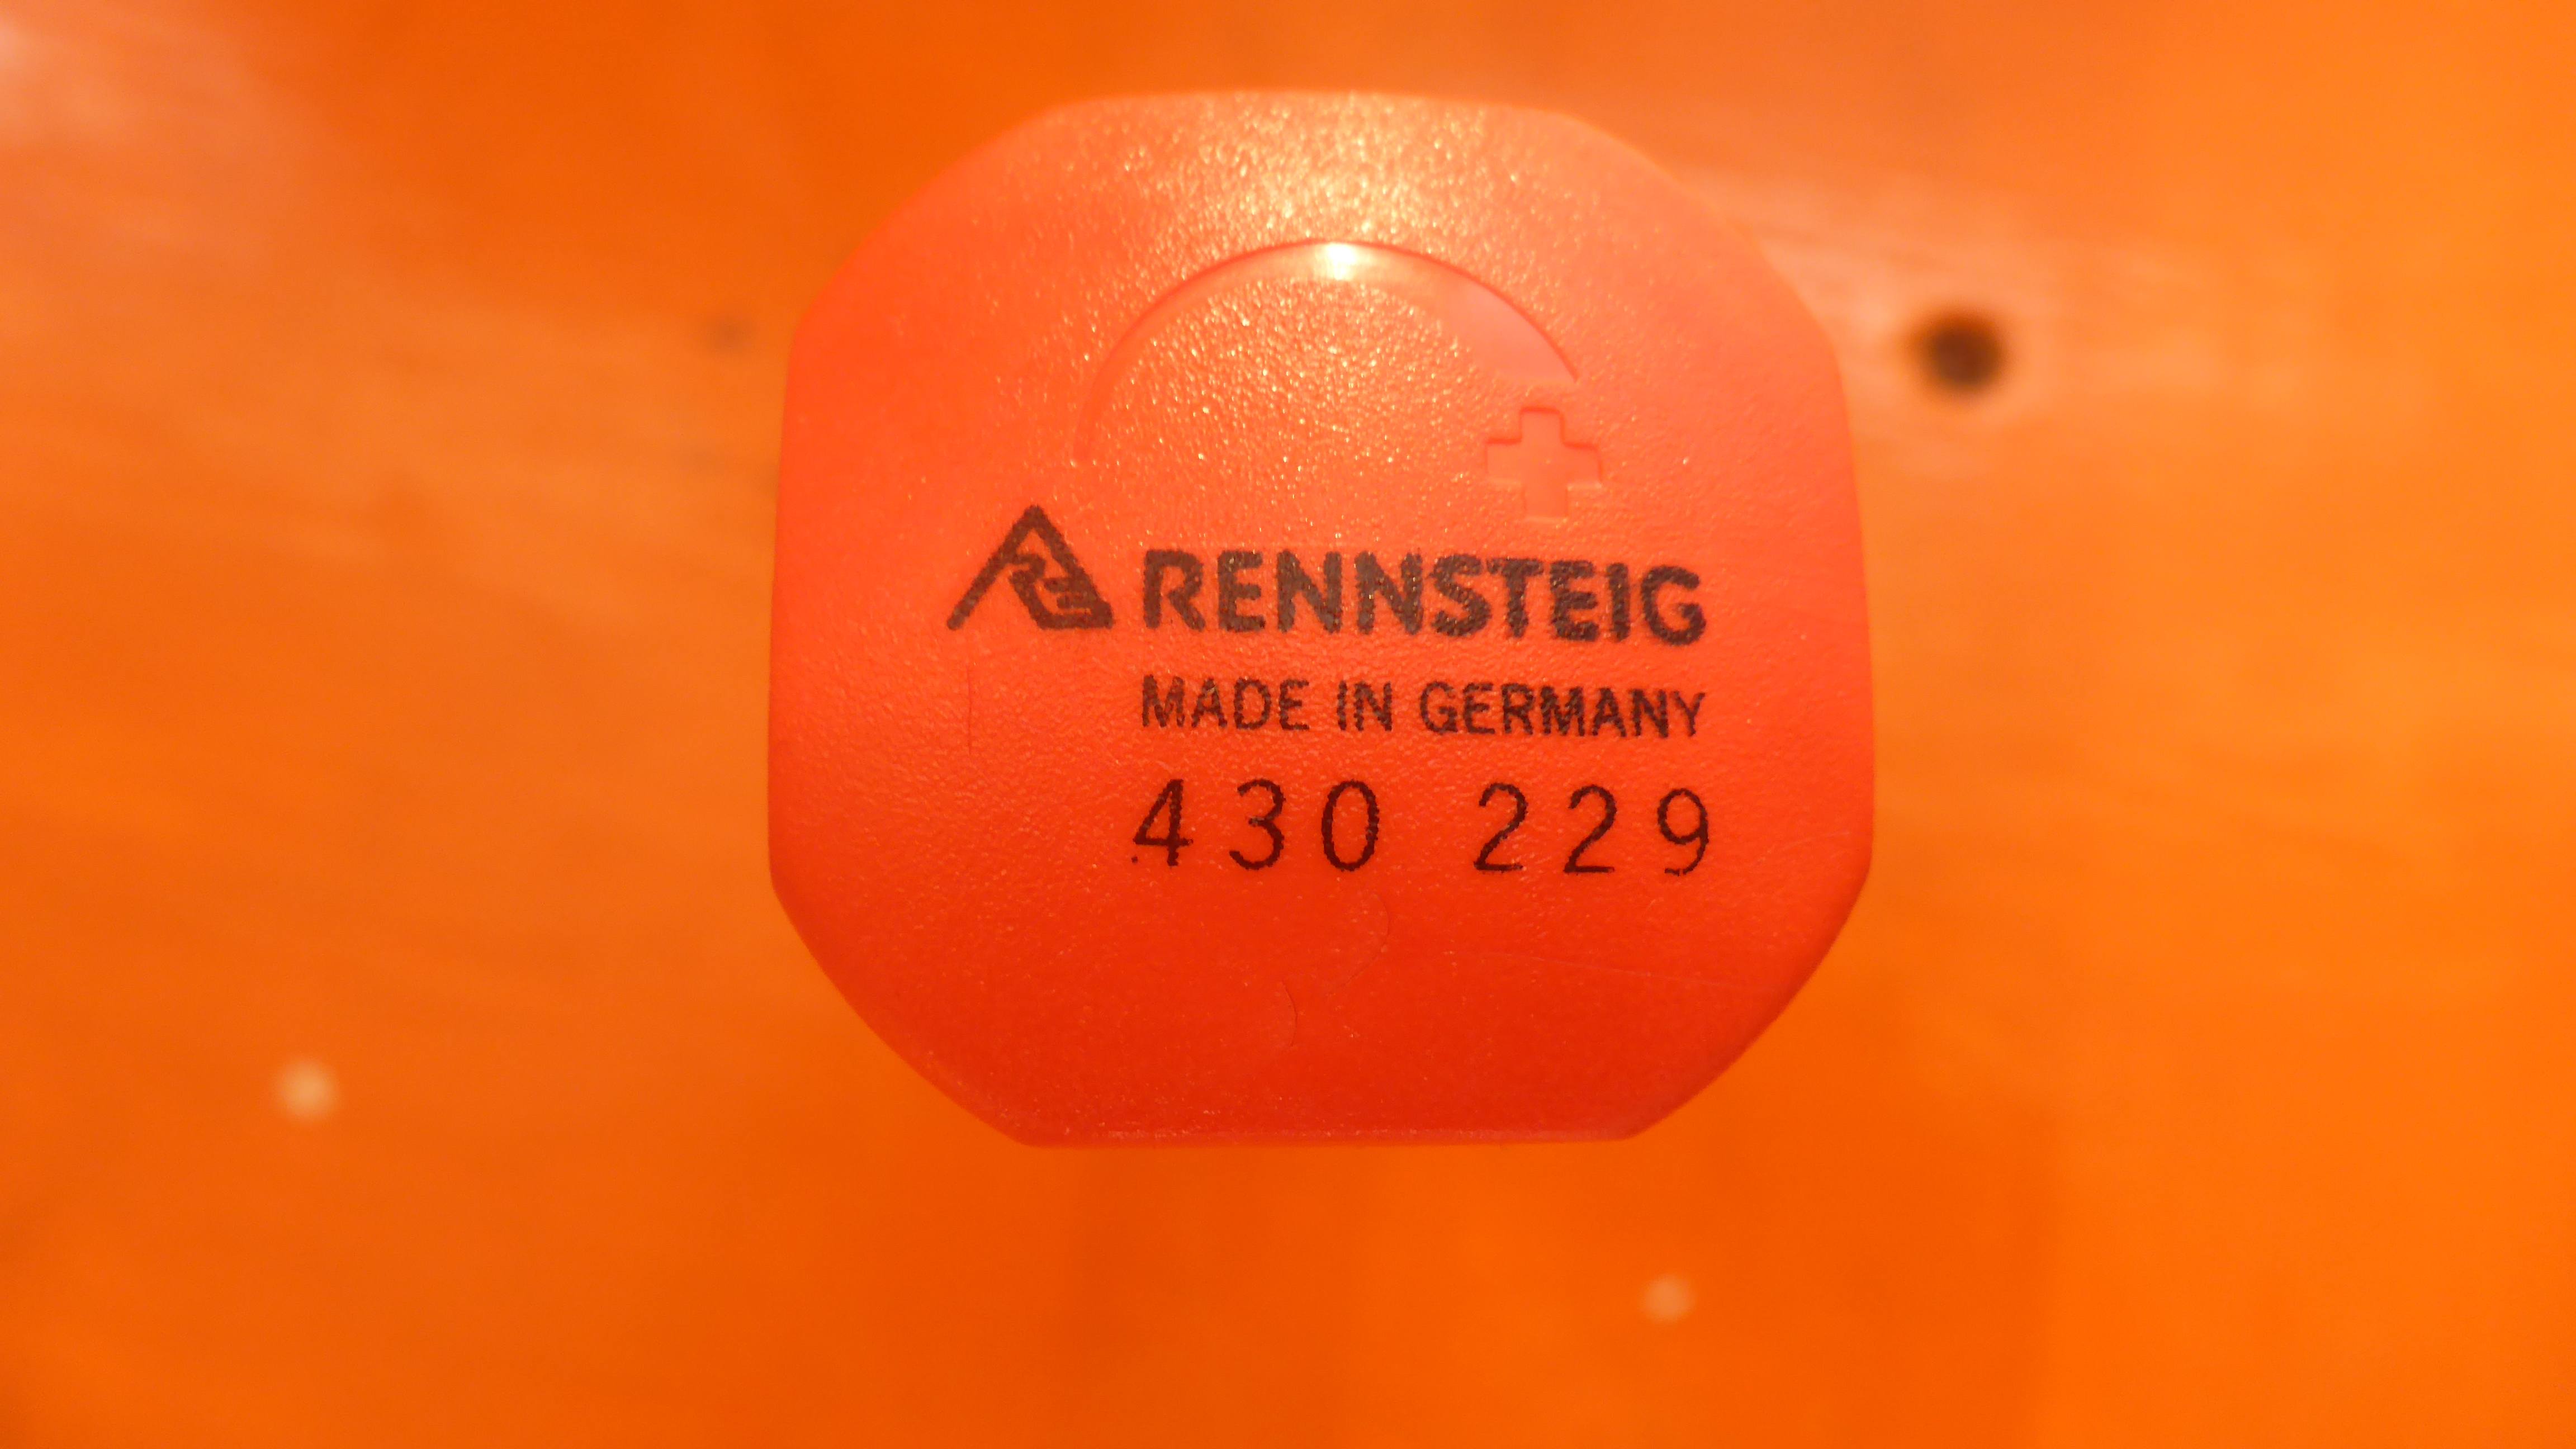 RENNSTEIG
MADE IN GERMANY
430 229